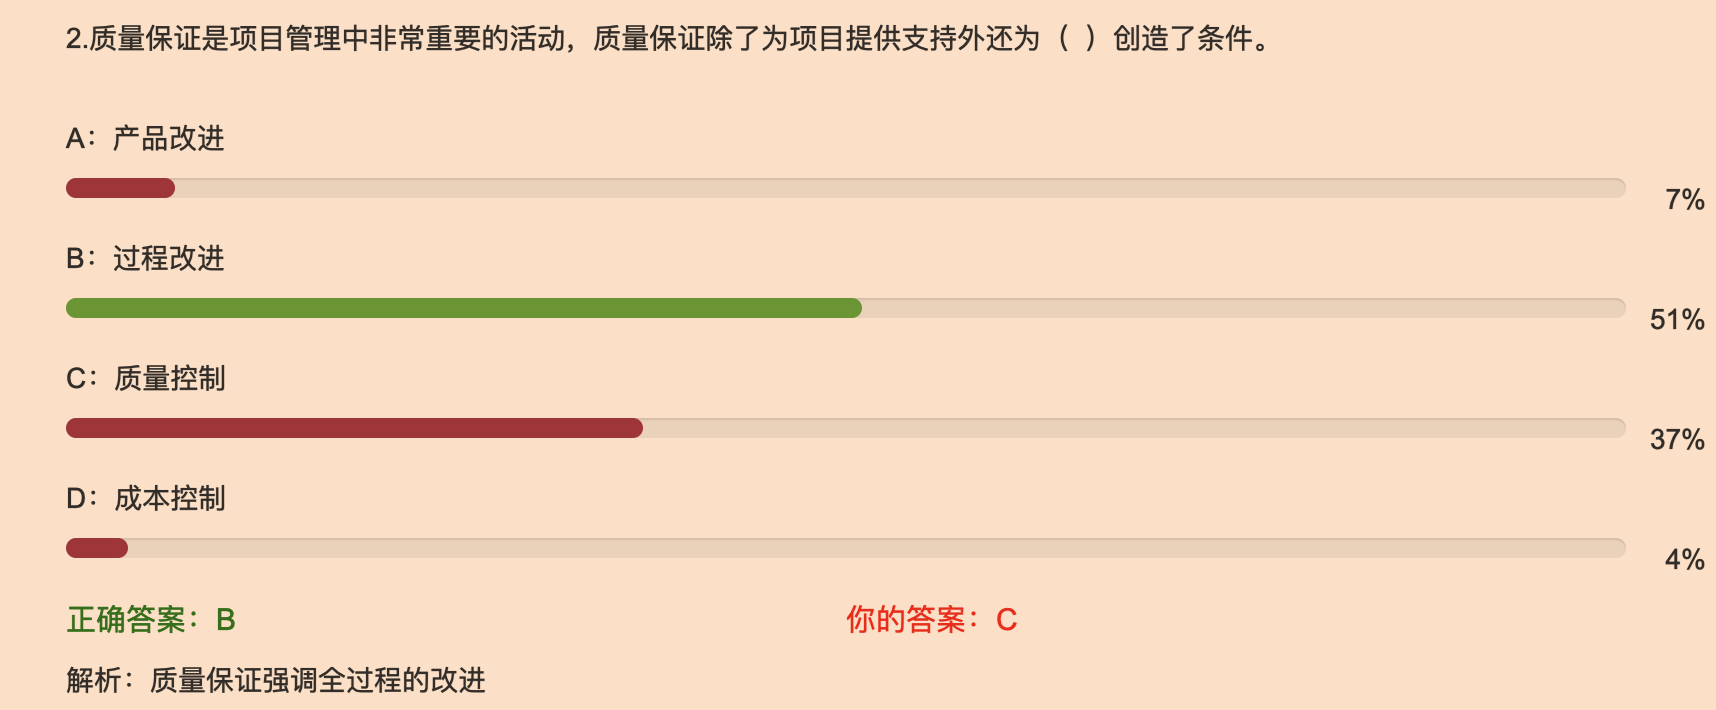 2.质量保证是项目管理中非常重要的活动，质量保证除了为项目提供支持外还为（ ）创造了条件。
A：产品改进
7%
B：过程改进
51%
C：质量控制
37%
D：成本控制
4%
正确答案：B 你的答案：C
解析：质量保证强调全过程的改进